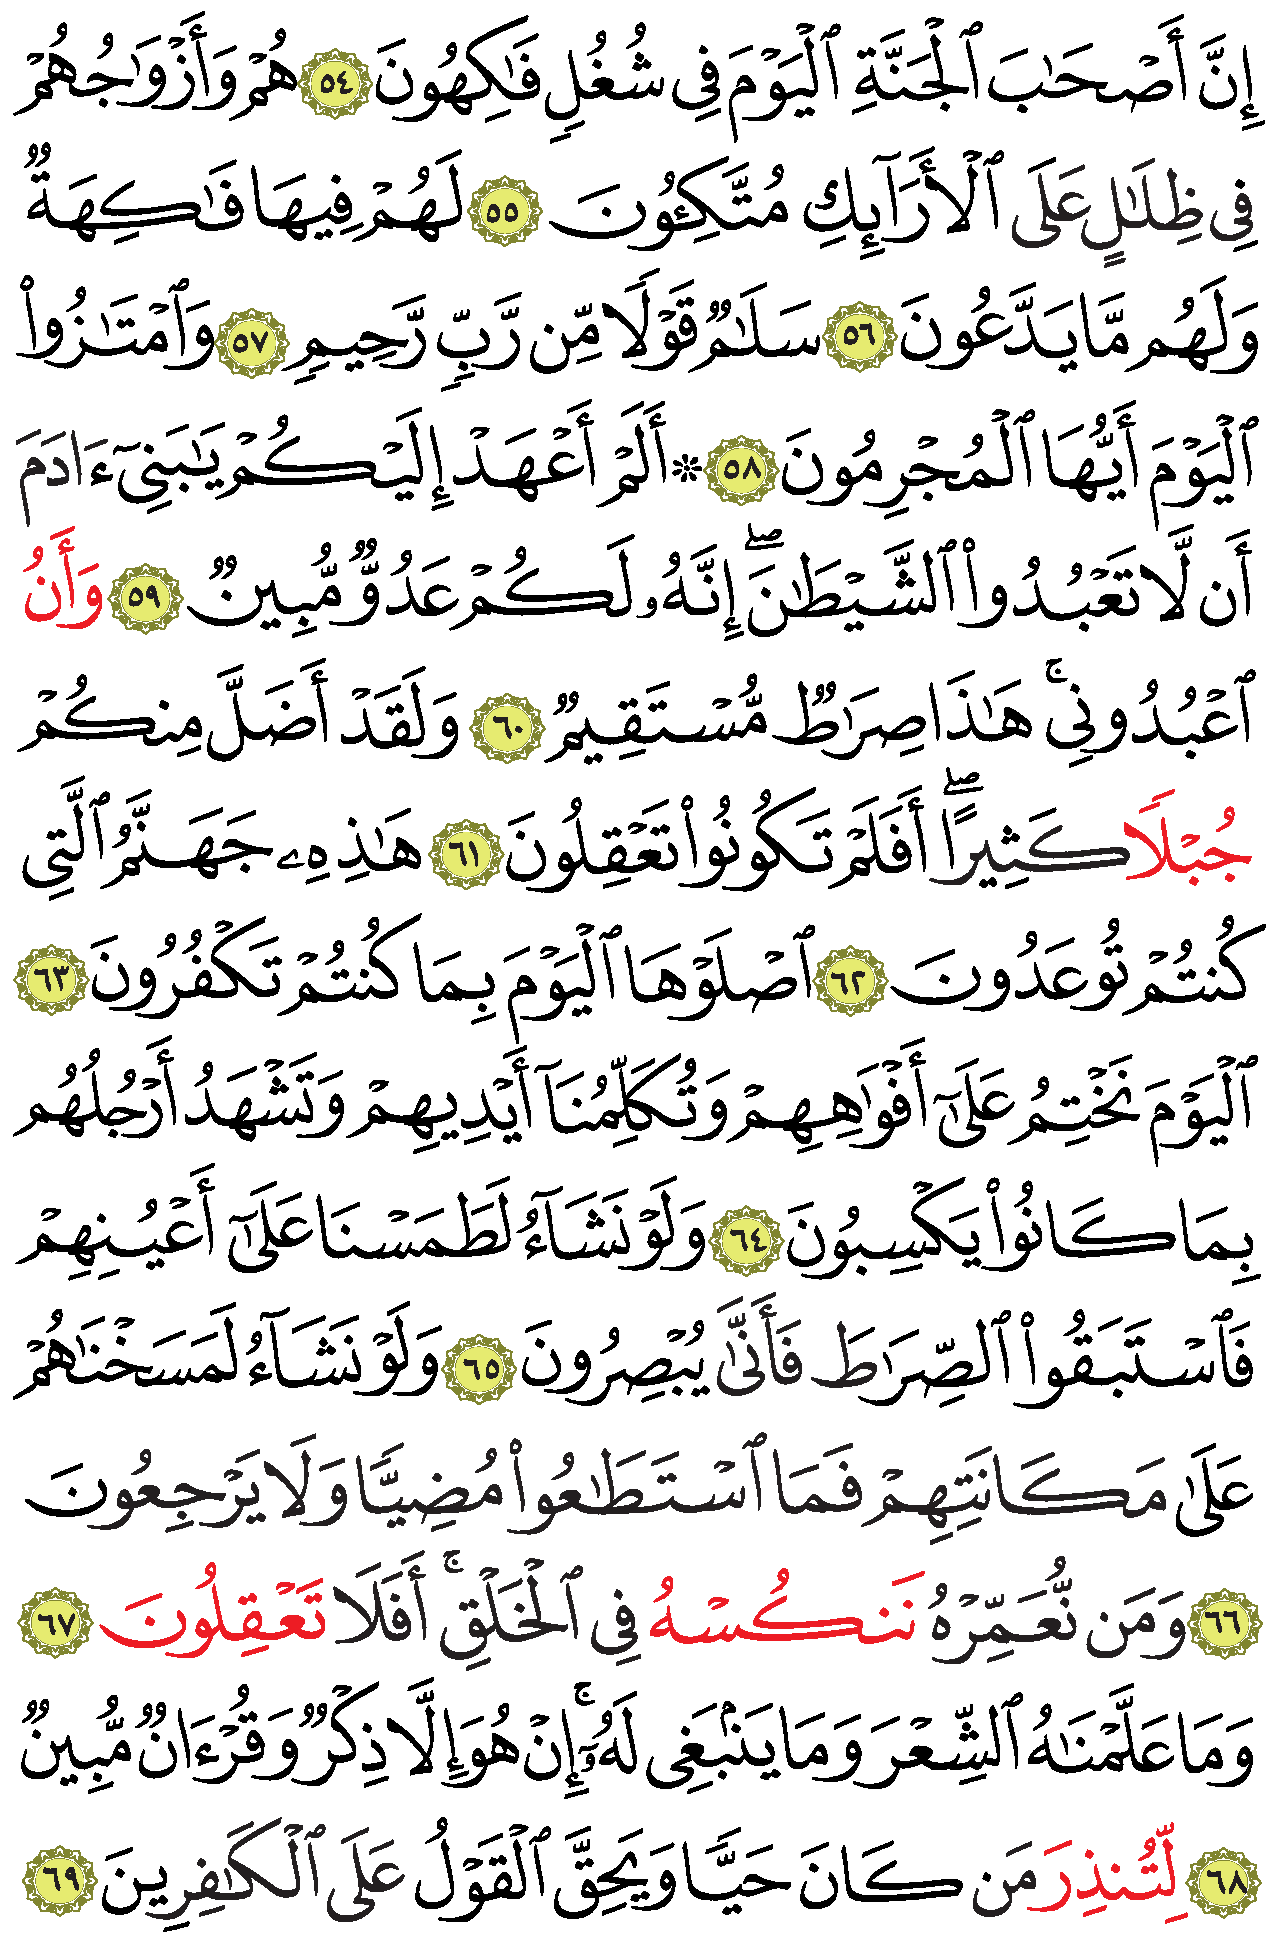 إِنَّ أَصْحَٰبَ ٱلْجَنَّةِ ٱلْيَوْمَ فِى شُغُلٍ فَٰكِهُونَ ٥٤ هُمْ وَأَزْوَٰجُهُمْ
فِى ظِلَٰلٍ عَلَى ٱلْأَرَآئِكِ مُتَّكِـُٔونَ ٥٥ لَهُمْ فِيهَا فَٰكِهَةٌ
وَلَهُم مَّا يَدَّعُونَ ٥٦ سَلَٰمٌ قَوْلًا مِّن رَّبٍّ رَّحِيمٍ ٥٧ وَٱمْتَٰزُوا۟
ٱلْيَوْمَ أَيُّهَا ٱلْمُجْرِمُونَ ٥٨ ۞ أَلَمْ أَعْهَدْ إِلَيْكُمْ يَٰبَنِىٓ ءَادَمَ
أَن لَّا تَعْبُدُوا۟ ٱلشَّيْطَٰنَۖ إِنَّهُۥ لَكُمْ عَدُوٌّ مُّبِينٌ ٥٩ وَأَنُ
ٱعْبُدُونِىۚ هَٰذَا صِرَٰطٌ مُّسْتَقِيمٌ ٦٠ وَلَقَدْ أَضَلَّ مِنكُمْ
جُبْلًا كَثِيرًاۖ أَفَلَمْ تَكُونُوا۟ تَعْقِلُونَ ٦١ هَٰذِهِۦ جَهَنَّمُ ٱلَّتِى
كُنتُمْ تُوعَدُونَ ٦٢ ٱصْلَوْهَا ٱلْيَوْمَ بِمَا كُنتُمْ تَكْفُرُونَ ٦٣
ٱلْيَوْمَ نَخْتِمُ عَلَىٰٓ أَفْوَٰهِهِمْ وَتُكَلِّمُنَآ أَيْدِيهِمْ وَتَشْهَدُ أَرْجُلُهُم
بِمَا كَانُوا۟ يَكْسِبُونَ ٦٤ وَلَوْ نَشَآءُ لَطَمَسْنَا عَلَىٰٓ أَعْيُنِهِمْ
فَٱسْتَبَقُوا۟ ٱلصِّرَٰطَ فَأَنَّىٰ يُبْصِرُونَ ٦٥ وَلَوْ نَشَآءُ لَمَسَخْنَٰهُمْ
عَلَىٰ مَكَانَتِهِمْ فَمَا ٱسْتَطَٰعُوا۟ مُضِيًّا وَلَا يَرْجِعُونَ
٦٦ وَمَن نُّعَمِّرْهُ نَنكُسْهُ فِى ٱلْخَلْقِۚ أَفَلَا تَعْقِلُونَ ٦٧
وَمَا عَلَّمْنَٰهُ ٱلشِّعْرَ وَمَا يَنۢبَغِى لَهُۥٓۚ إِنْ هُوَ إِلَّا ذِكْرٌ وَقُرْءَانٌ مُّبِينٌ
٦٨ لِّتُنذِرَ مَن كَانَ حَيًّا وَيَحِقَّ ٱلْقَوْلُ عَلَى ٱلْكَٰفِرِينَ ٦٩